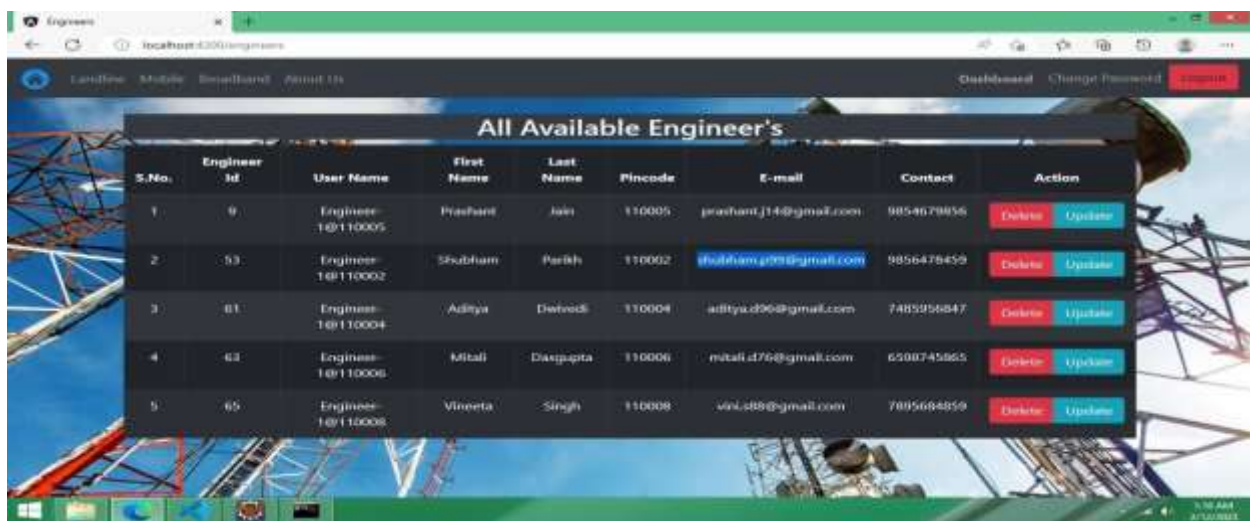 Engineers
localhost:4200/engineers
Landline Mobile Broadband About Us Dashboard Change Password Logout
All Available Engineer's
S.No. Engineer Id User Name First Name Last Name Pincode E-mail Contact Action
1 9 Engineer-1@110005 Prashant Jain 110005 prashant.j14@gmail.com 9854679856 Delete Update
2 53 Engineer-1@110002 Shubham Parikh 110002 shubham.p99@gmail.com 9856478459 Delete Update
3 61 Engineer-1@110004 Aditya Dwivedi 110004 aditya.d96@gmail.com 7485956847 Delete Update
4 63 Engineer-1@110006 Mitali Dasgupta 110006 mitali.d76@gmail.com 6598745865 Delete Update
5 65 Engineer-1@110008 Vineeta Singh 110008 vini.s88@gmail.com 7895684859 Delete Update